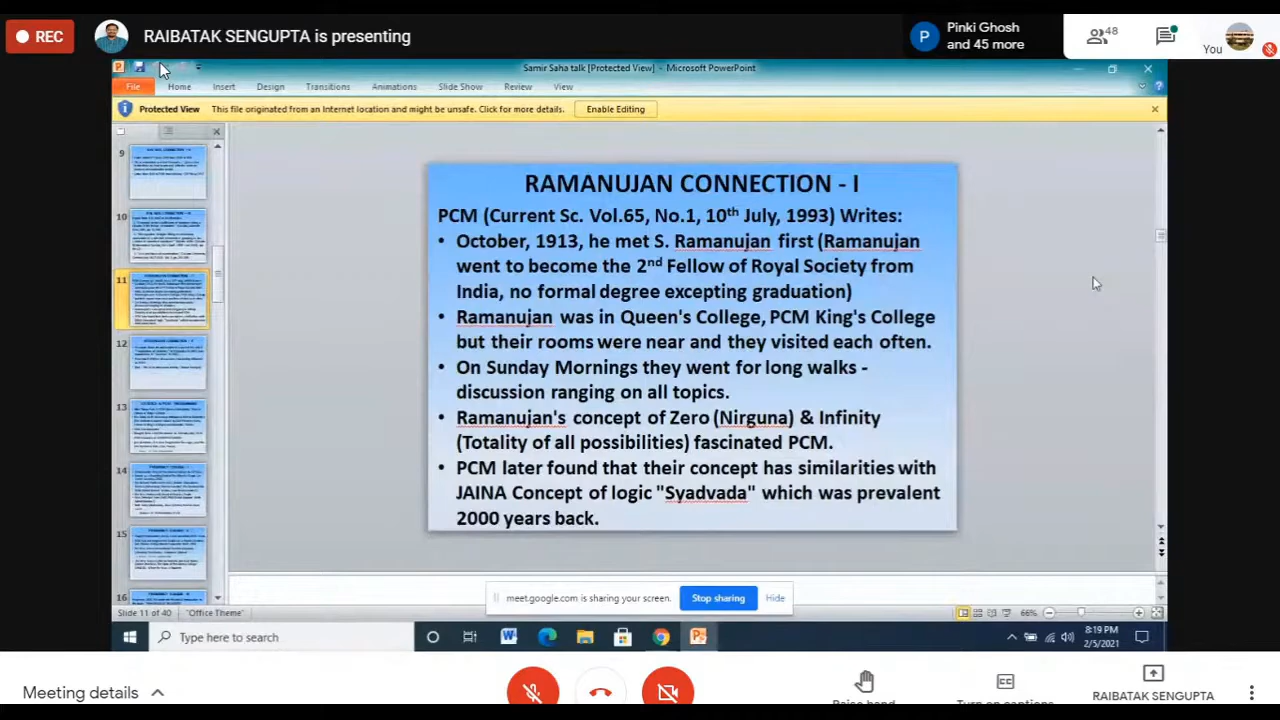 REC
RAIBATAK SENGUPTA is presenting
P
Pinki Ghosh
and 45 more
48
You
Samir Saha talk [Protected View] - Microsoft PowerPoint
File Home Insert Design Transitions Animations Slide Show Review View
Protected View This file originated from an Internet location and might be unsafe. Click for more details. Enable Editing
9
10
11
12
13
14
15
16
RAMANUJAN CONNECTION - I
PCM (Current Sc. Vol.65, No.1, 10th July, 1993) Writes:
• October, 1913, he met S. Ramanujan first (Ramanujan
went to become the 2nd Fellow of Royal Society from
India, no formal degree excepting graduation)
• Ramanujan was in Queen's College, PCM King's College
but their rooms were near and they visited each often.
• On Sunday Mornings they went for long walks -
discussion ranging on all topics.
• Ramanujan's concept of Zero (Nirguna) & Infinity
(Totality of all possibilities) fascinated PCM.
• PCM later found that their concept has similarities with
JAINA Concept of logic "Syadvada" which was prevalent
2000 years back.
meet.google.com is sharing your screen. Stop sharing Hide
Slide 11 of 40 "Office Theme" 66%
Type here to search
8:19 PM
2/5/2021
Meeting details
RAIBATAK SENGUPTA